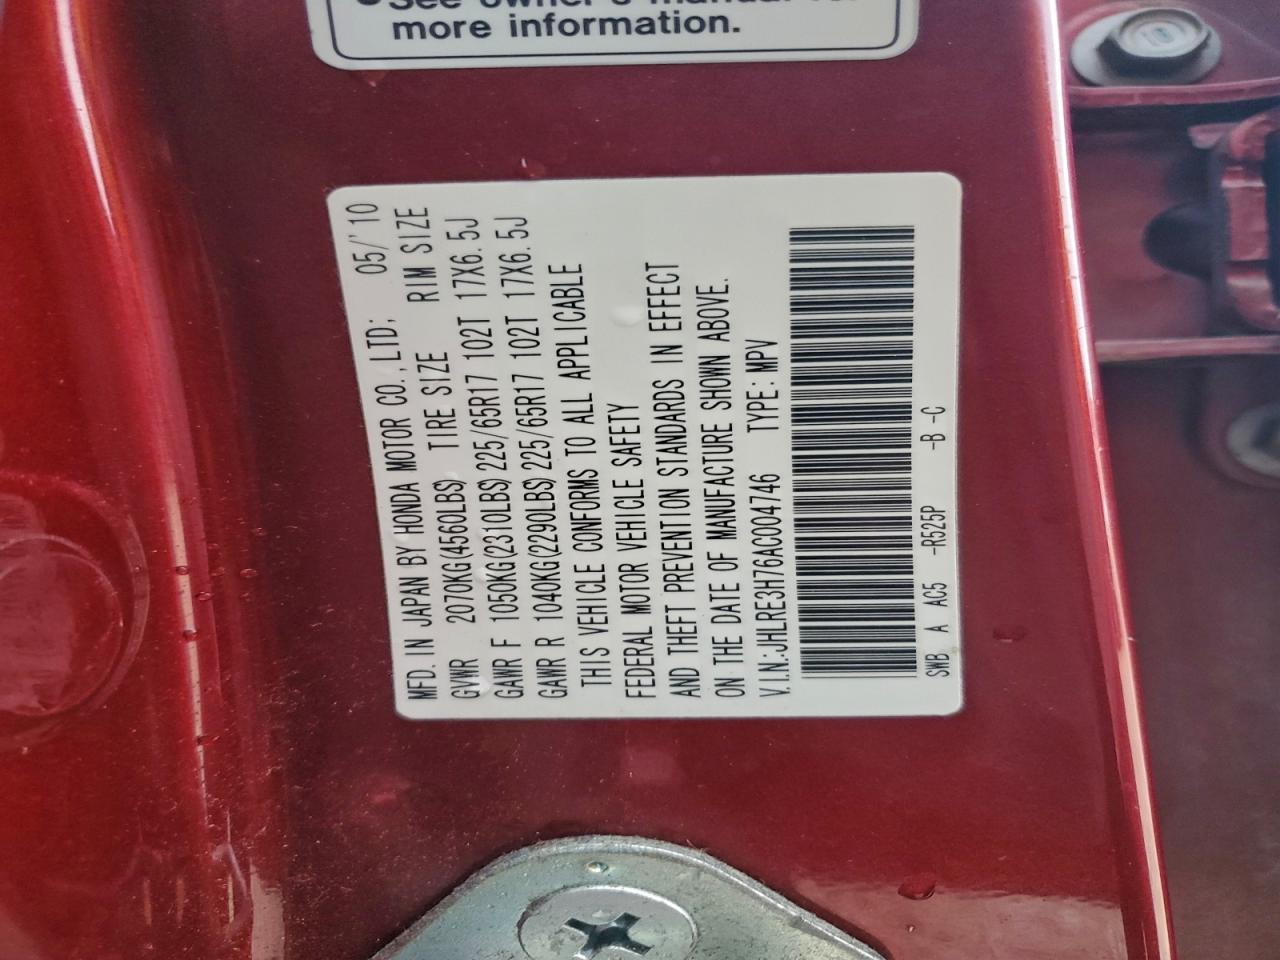 more information.
MFD. IN JAPAN BY HONDA MOTOR CO., LTD: 05/'10
GVWR 2070KG(4560LBS) TIRE SIZE RIM SIZE
GAWR F 1050KG(2310LBS) 225/65R17 102T 17X6.5J
GAWR R 1040KG(2290LBS) 225/65R17 102T 17X6.5J
THIS VEHICLE CONFORMS TO ALL APPLICABLE
FEDERAL MOTOR VEHICLE SAFETY
AND THEFT PREVENTION STANDARDS IN EFFECT
ON THE DATE OF MANUFACTURE SHOWN ABOVE.
V.I.N.:JHLRE3H76AC004746 TYPE: MPV
SWB A AC5 -R525P -B -C